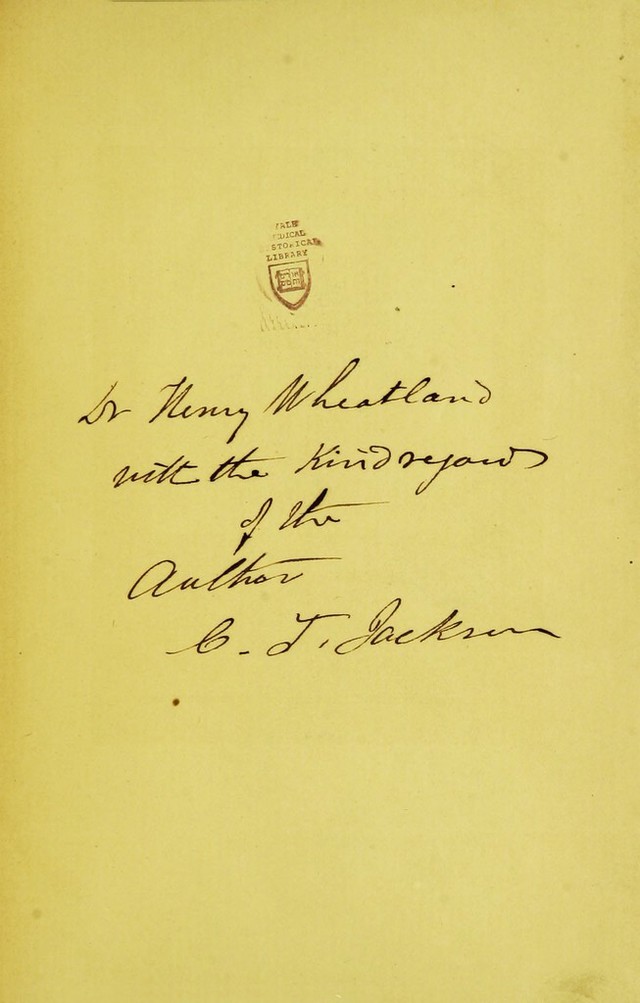 YALE
MEDICAL
HISTORICAL
LIBRARY
Dr Henry Wheatland
with the Kind regards
of the
Author
C. T. Jackson